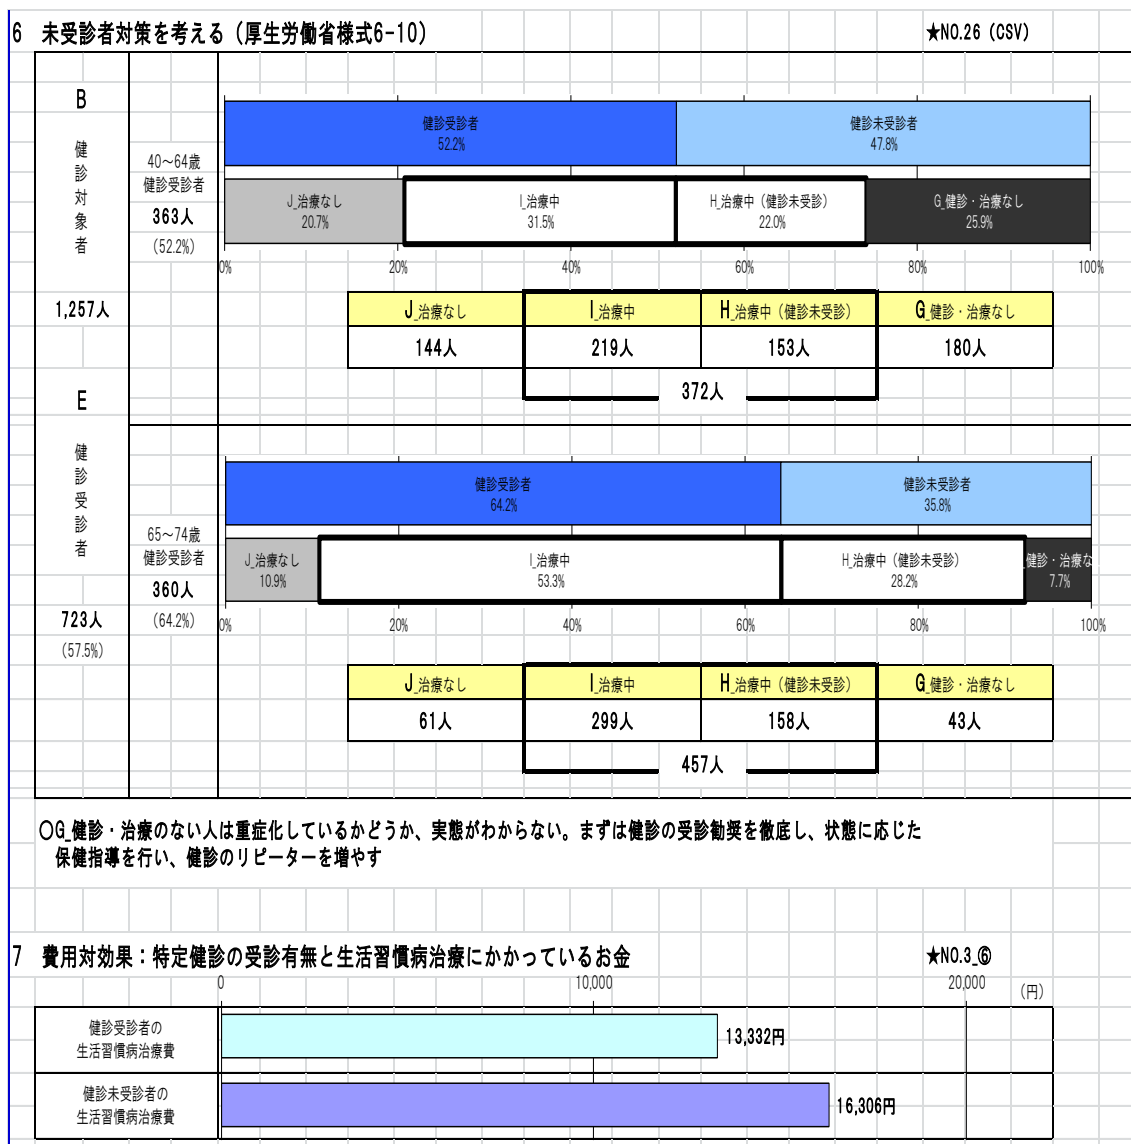 6 未受診者対策を考える（厚生労働省様式6-10） ★NO.26（CSV）
B
健診対象者
1,257人
E
健診受診者
723人
(57.5%)
40～64歳
健診受診者
363人
(52.2%)
健診受診者
52.2%
健診未受診者
47.8%
J_治療なし
20.7%
I_治療中
31.5%
H_治療中（健診未受診）
22.0%
G_健診・治療なし
25.9%
0% 20% 40% 60% 80% 100%
J_治療なし I_治療中 H_治療中（健診未受診） G_健診・治療なし
144人 219人 153人 180人
372人
65～74歳
健診受診者
360人
(64.2%)
健診受診者
64.2%
健診未受診者
35.8%
J_治療なし
10.9%
I_治療中
53.3%
H_治療中（健診未受診）
28.2%
健診・治療な
7.7%
0% 20% 40% 60% 80% 100%
J_治療なし I_治療中 H_治療中（健診未受診） G_健診・治療なし
61人 299人 158人 43人
457人
○G_健診・治療のない人は重症化しているかどうか、実態がわからない。まずは健診の受診勧奨を徹底し、状態に応じた
保健指導を行い、健診のリピーターを増やす
7 費用対効果：特定健診の受診有無と生活習慣病治療にかかっているお金 ★NO.3_⑥
0 10,000 20,000
（円）
健診受診者の
生活習慣病治療費
13,332円
健診未受診者の
生活習慣病治療費
16,306円